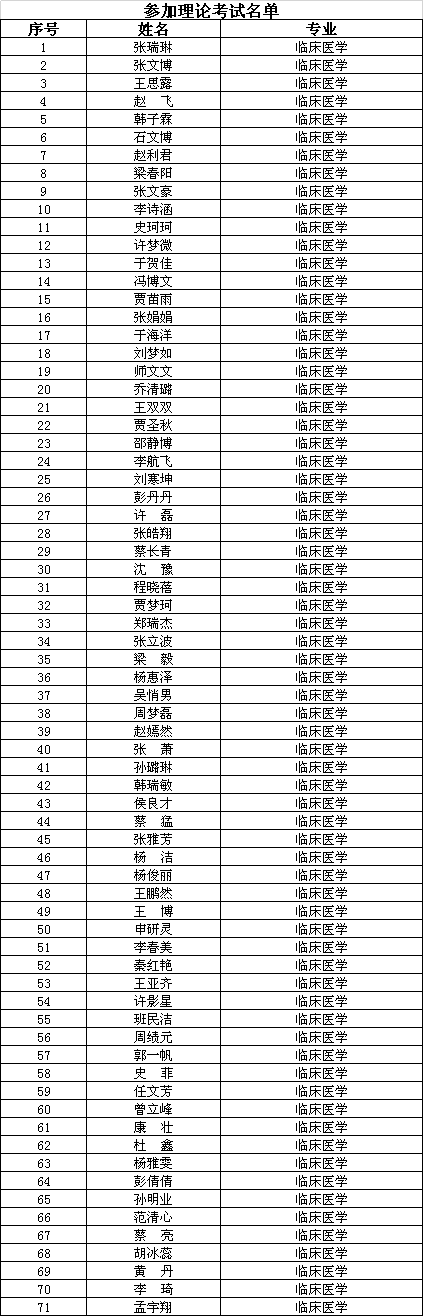 参加理论考试名单
序号 姓名 专业
1 张瑞琳 临床医学
2 张文博 临床医学
3 王思露 临床医学
4 赵 飞 临床医学
5 韩子霖 临床医学
6 石文博 临床医学
7 赵利君 临床医学
8 梁春阳 临床医学
9 张文豪 临床医学
10 李诗涵 临床医学
11 史珂珂 临床医学
12 许梦微 临床医学
13 于贺佳 临床医学
14 冯博文 临床医学
15 贾苗雨 临床医学
16 张娟娟 临床医学
17 于海洋 临床医学
18 刘梦如 临床医学
19 师文文 临床医学
20 乔清璐 临床医学
21 王双双 临床医学
22 贾圣秋 临床医学
23 邵静博 临床医学
24 李航飞 临床医学
25 刘寒坤 临床医学
26 彭丹丹 临床医学
27 许 磊 临床医学
28 张皓翔 临床医学
29 蔡长青 临床医学
30 沈 豫 临床医学
31 程晓蓓 临床医学
32 贾梦珂 临床医学
33 郑瑞杰 临床医学
34 张立波 临床医学
35 梁 毅 临床医学
36 杨惠泽 临床医学
37 吴悄男 临床医学
38 周梦磊 临床医学
39 赵嫣然 临床医学
40 张 萧 临床医学
41 孙璐琳 临床医学
42 韩瑞敏 临床医学
43 侯良才 临床医学
44 蔡 猛 临床医学
45 张雅芳 临床医学
46 杨 洁 临床医学
47 杨俊丽 临床医学
48 王鹏然 临床医学
49 王 博 临床医学
50 申研灵 临床医学
51 李春美 临床医学
52 秦红艳 临床医学
53 王亚齐 临床医学
54 许影星 临床医学
55 班民洁 临床医学
56 周绩元 临床医学
57 郭一帆 临床医学
58 史 菲 临床医学
59 任文芳 临床医学
60 曾立峰 临床医学
61 康 壮 临床医学
62 杜 鑫 临床医学
63 杨雅雯 临床医学
64 彭倩倩 临床医学
65 孙明业 临床医学
66 范清心 临床医学
67 蔡 亮 临床医学
68 胡冰蕊 临床医学
69 黄 丹 临床医学
70 李 琦 临床医学
71 孟宇翔 临床医学